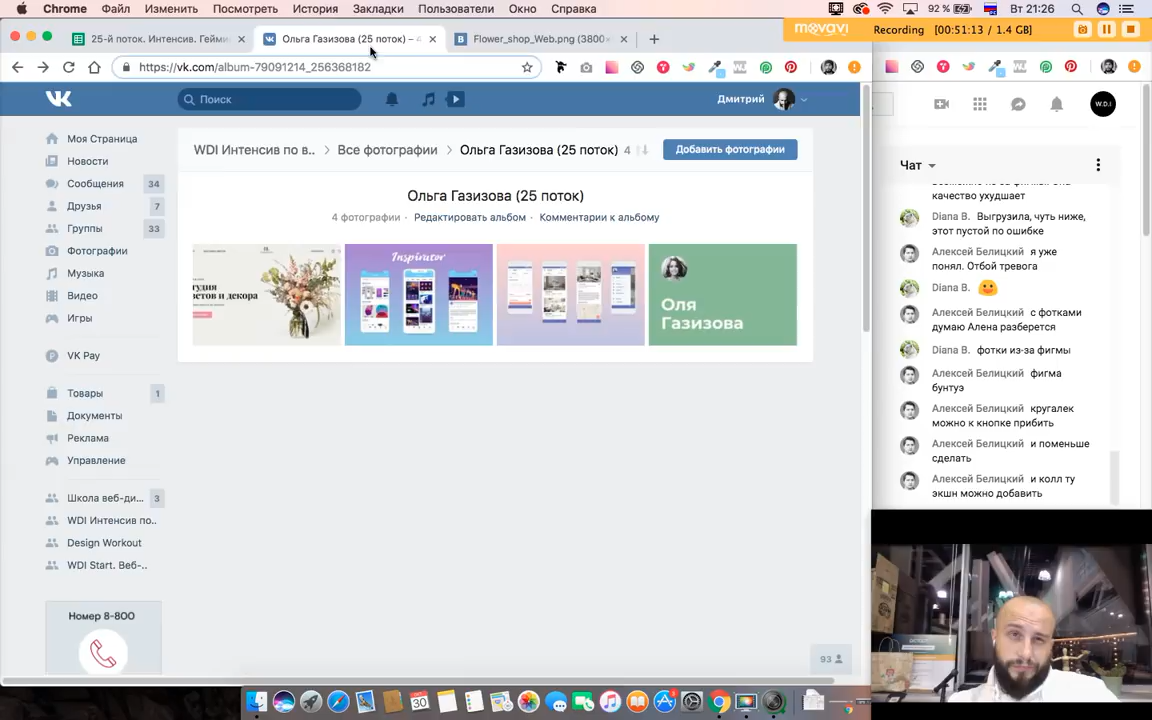 Chrome Файл Изменить Посмотреть История Закладки Пользователи Окно Справка
92 % Вт 21:26
movavi Recording 00:51:13 / 1.4 GB
25-й поток. Интенсив. Гейми
Ольга Газизова (25 поток) –
Flower_shop_Web.png (3800×
https://vk.com/album-79091214_256368182
Поиск
Дмитрий
Моя Страница
Новости
Сообщения 34
Друзья 7
Группы 33
Фотографии
Музыка
Видео
Игры
VK Pay
Товары 1
Документы
Реклама
Управление
Школа веб-ди... 3
WDI Интенсив по..
Design Workout
WDI Start. Веб-..
Номер 8-800
WDI Интенсив по в.. Все фотографии Ольга Газизова (25 поток) 4
Добавить фотографии
Ольга Газизова (25 поток)
4 фотографии · Редактировать альбом · Комментарии к альбому
Inspirator
Оля
Газизова
93
W.D.I
Чат
качество ухудшает
Diana B. Выгрузила, чуть ниже,
этот пустой по ошибке
Алексей Белицкий я уже
понял. Отбой тревога
Diana B.
Алексей Белицкий с фотками
думаю Алена разберется
Diana B. фотки из-за фигмы
Алексей Белицкий фигма
бунтуэ
Алексей Белицкий кругалек
можно к кнопке прибить
Алексей Белицкий и поменьше
сделать
Алексей Белицкий и колл ту
экшн можно добавить